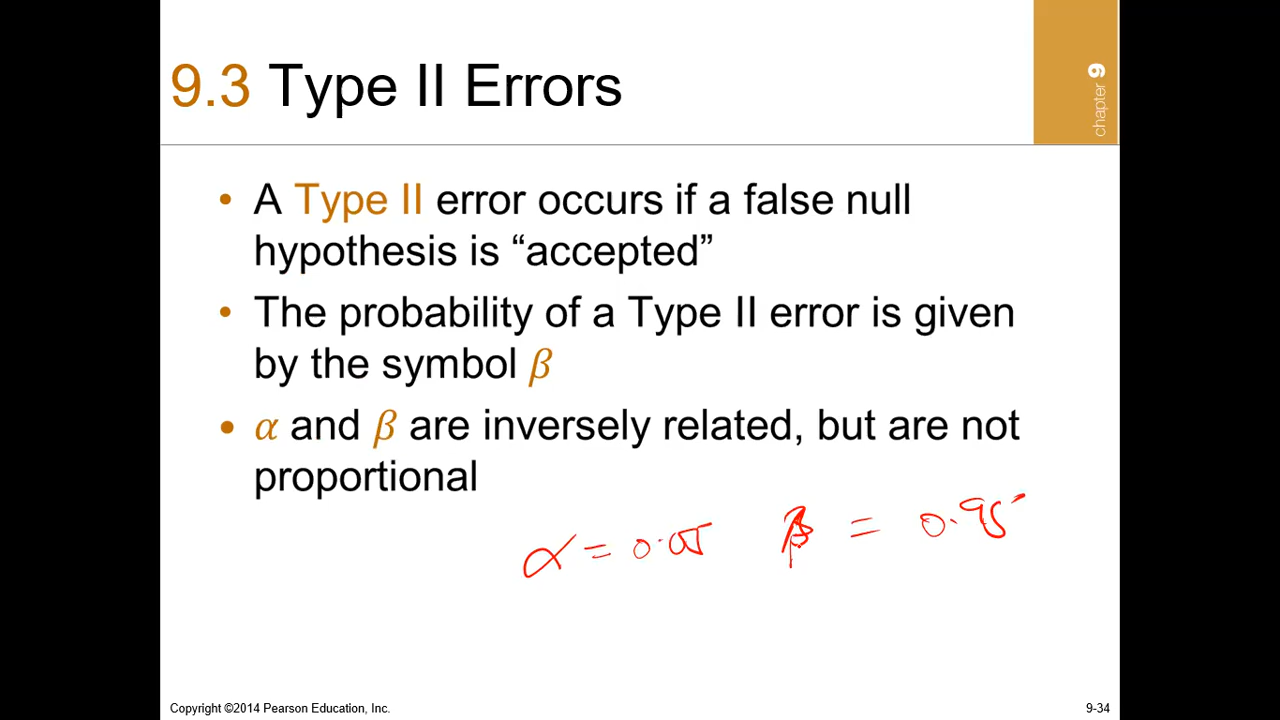 9.3 Type II Errors
chapter 9
• A Type II error occurs if a false null
hypothesis is “accepted”
• The probability of a Type II error is given
by the symbol β
• α and β are inversely related, but are not
proportional
α = 0.05 β = 0.95
Copyright ©2014 Pearson Education, Inc.
9-34